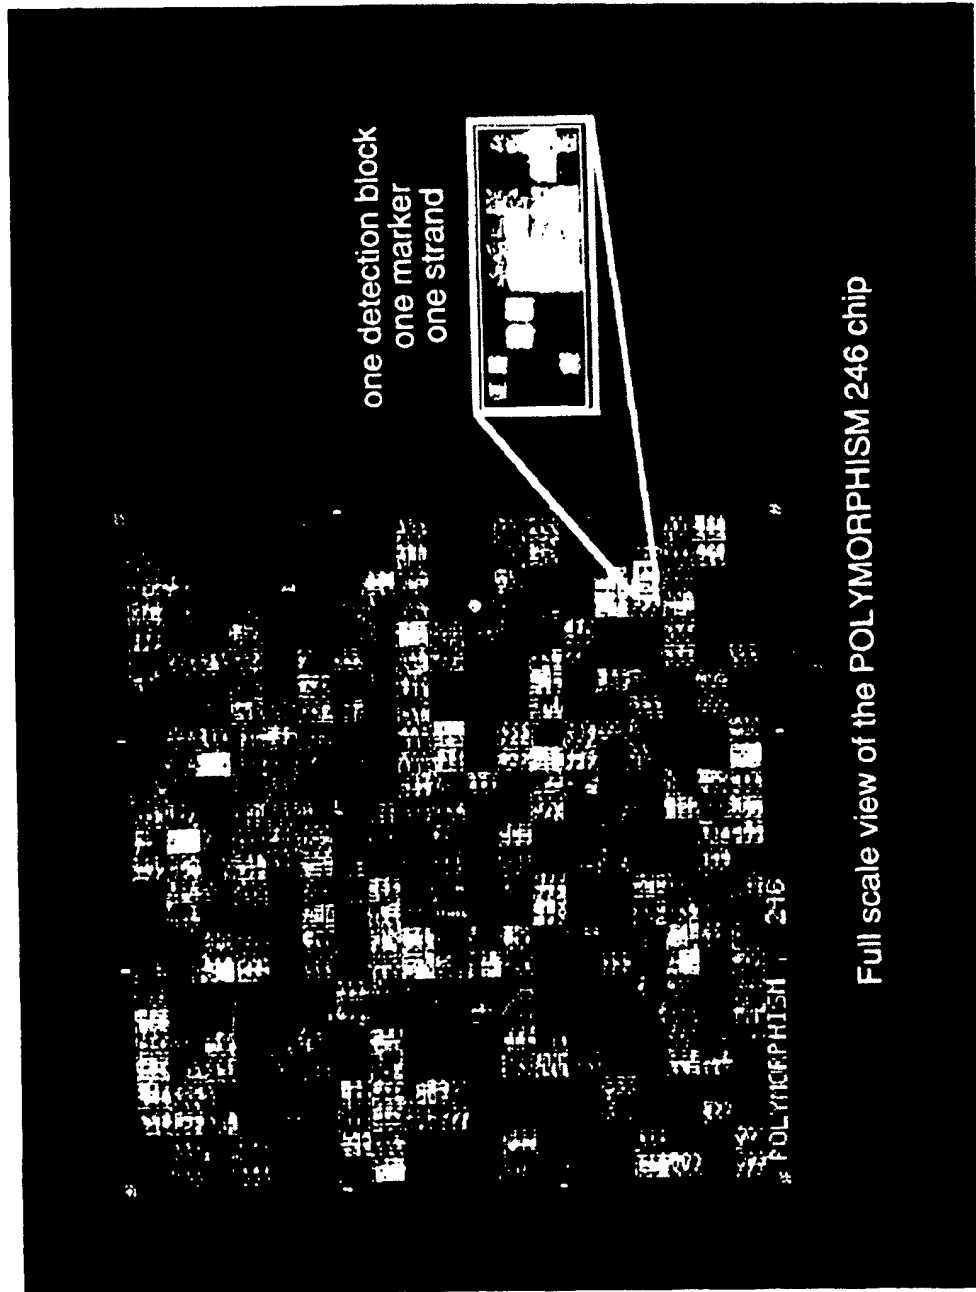 one detection block
one marker
one strand
# POLYMORPHISM . 246
Full scale view of the POLYMORPHISM 246 chip